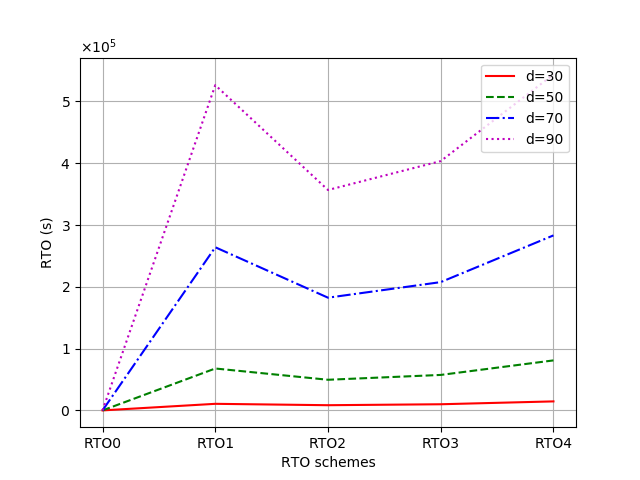 ×10⁵
RTO (s)
5
4
3
2
1
0
d=30
d=50
d=70
d=90
RTO0 RTO1 RTO2 RTO3 RTO4
RTO schemes